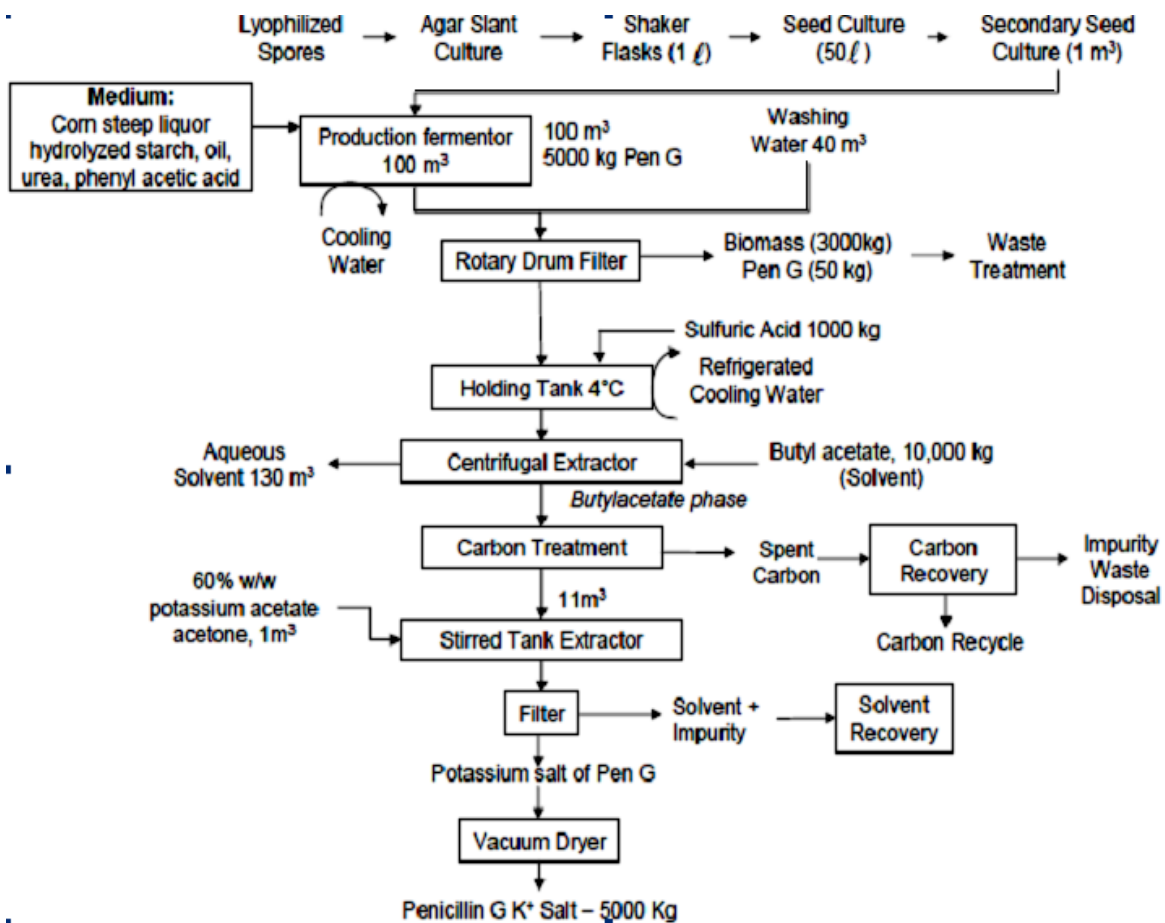 Lyophilized
Spores
Agar Slant
Culture
Shaker
Flasks (1 ℓ)
Seed Culture
(50ℓ)
Secondary Seed
Culture (1 m³)
Medium:
Corn steep liquor
hydrolyzed starch, oil,
urea, phenyl acetic acid
Production fermentor
100 m³
100 m³
5000 kg Pen G
Washing
Water 40 m³
Cooling
Water
Rotary Drum Filter
Biomass (3000kg)
Pen G (50 kg)
Waste
Treatment
Sulfuric Acid 1000 kg
Holding Tank 4°C
Refrigerated
Cooling Water
Aqueous
Solvent 130 m³
Centrifugal Extractor
Butyl acetate, 10,000 kg
(Solvent)
Butylacetate phase
Carbon Treatment
Spent
Carbon
Carbon
Recovery
Impurity
Waste
Disposal
60% w/w
potassium acetate
acetone, 1m³
11m³
Carbon Recycle
Stirred Tank Extractor
Filter
Solvent +
Impurity
Solvent
Recovery
Potassium salt of Pen G
Vacuum Dryer
Penicillin G K⁺ Salt – 5000 Kg